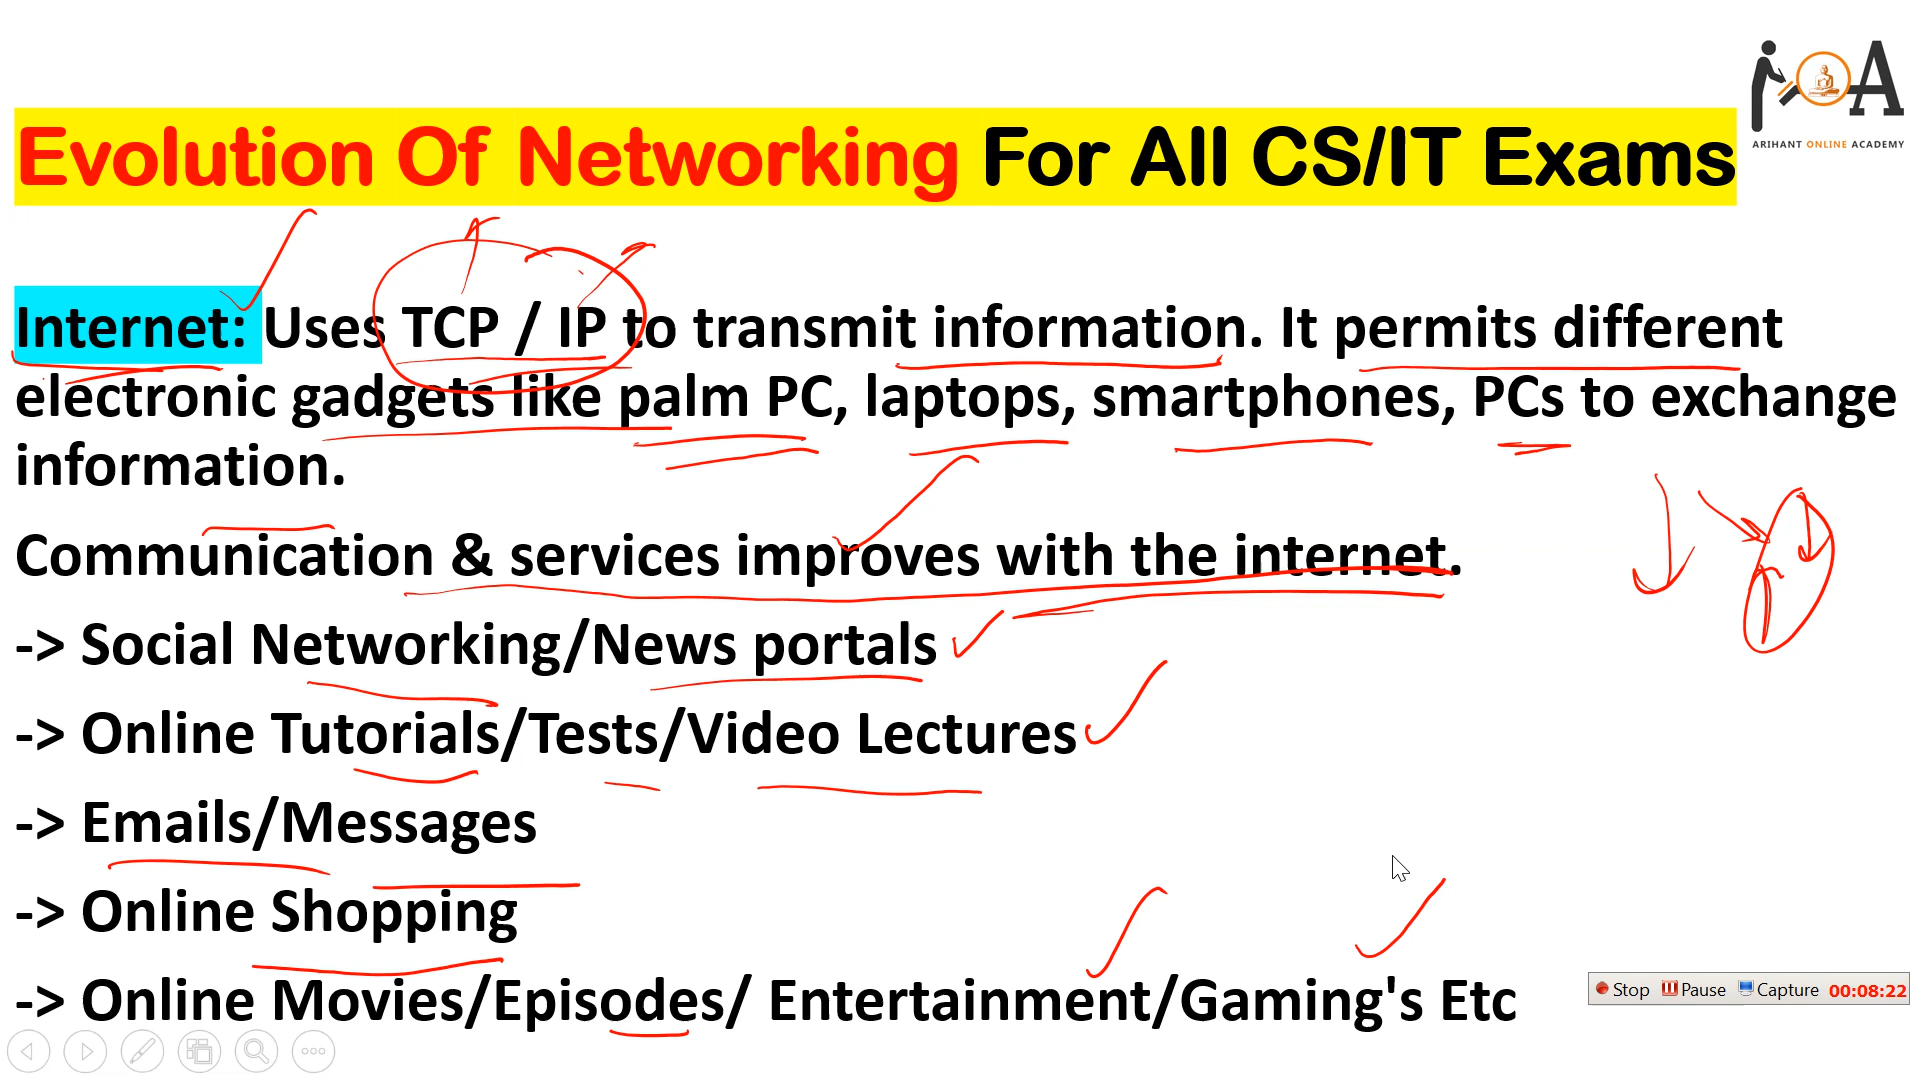 Evolution Of Networking For All CS/IT Exams
ARIHANT ONLINE ACADEMY
Internet: Uses TCP / IP to transmit information. It permits different
electronic gadgets like palm PC, laptops, smartphones, PCs to exchange
information.
Communication & services improves with the internet.
-> Social Networking/News portals
-> Online Tutorials/Tests/Video Lectures
-> Emails/Messages
-> Online Shopping
-> Online Movies/Episodes/ Entertainment/Gaming's Etc
Stop Pause Capture 00:08:22